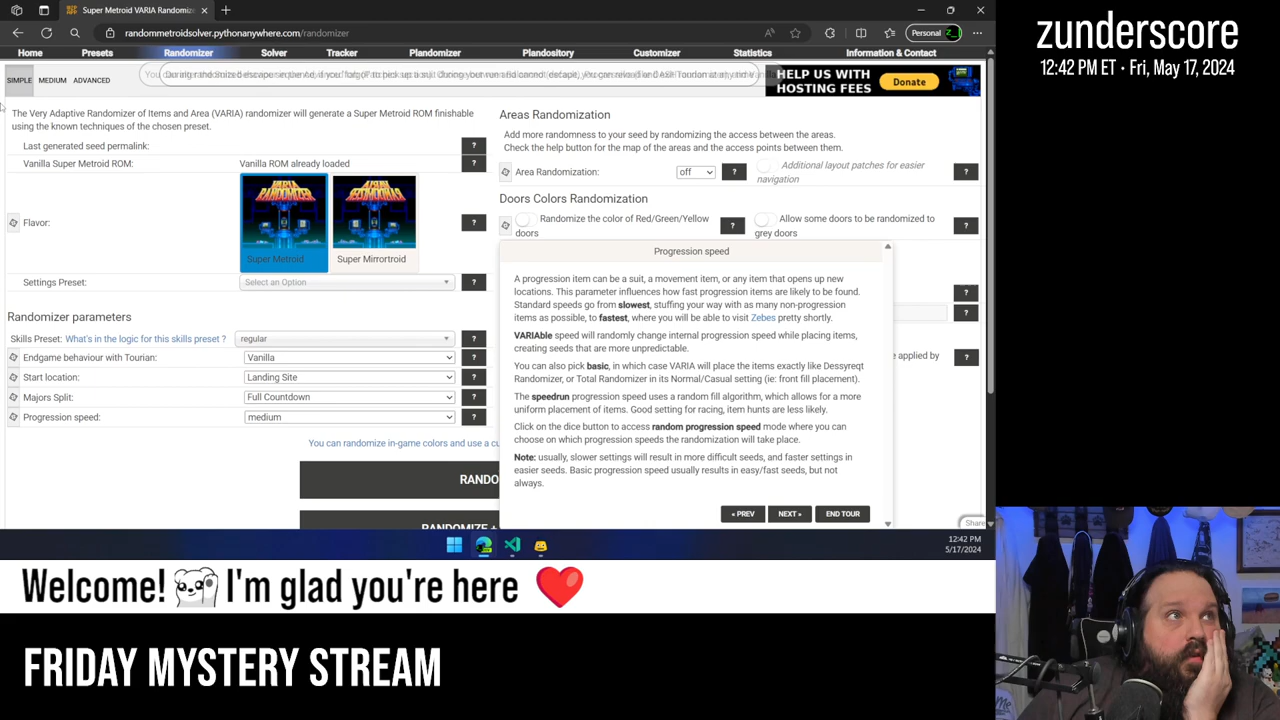 Super Metroid VARIA Randomiz
Personal
randommetroidsolver.pythonanywhere.com/randomizer
Home
Presets
Randomizer
Solver
Tracker
Plandomizer
Plandository
Customizer
Statistics
Information & Contact
SIMPLE
MEDIUM
ADVANCED
HELP US WITH
HOSTING FEES
Donate
The Very Adaptive Randomizer of Items and Area (VARIA) randomizer will generate a Super Metroid ROM finishable
using the known techniques of the chosen preset.
Last generated seed permalink:
?
Vanilla Super Metroid ROM:
Vanilla ROM already loaded
?
Flavor:
VARIA
RANDOMIZER
Super Metroid
Super Mirrortroid
?
Settings Preset:
Select an Option
?
Randomizer parameters
Skills Preset: What's in the logic for this skills preset ?
regular
?
Endgame behaviour with Tourian:
Vanilla
?
Start location:
Landing Site
?
Majors Split:
Full Countdown
?
Progression speed:
medium
?
You can randomize in-game colors and use a cu
RANDO
RANDOMIZE +
Areas Randomization
Add more randomness to your seed by randomizing the access between the areas.
Check the help button for the map of the areas and the access points between them.
Area Randomization:
off
?
Additional layout patches for easier
navigation
?
Doors Colors Randomization
Randomize the color of Red/Green/Yellow
doors
?
Allow some doors to be randomized to
grey doors
?
?
?
e applied by
?
Progression speed
A progression item can be a suit, a movement item, or any item that opens up new
locations. This parameter influences how fast progression items are likely to be found.
Standard speeds go from slowest, stuffing your way with as many non-progression
items as possible, to fastest, where you will be able to visit Zebes pretty shortly.
VARIAble speed will randomly change internal progression speed while placing items,
creating seeds that are more unpredictable.
You can also pick basic, in which case VARIA will place the items exactly like Dessyreqt
Randomizer, or Total Randomizer in its Normal/Casual setting (ie: front fill placement).
The speedrun progression speed uses a random fill algorithm, which allows for a more
uniform placement of items. Good setting for racing, item hunts are less likely.
Click on the dice button to access random progression speed mode where you can
choose on which progression speeds the randomization will take place.
Note: usually, slower settings will result in more difficult seeds, and faster settings in
easier seeds. Basic progression speed usually results in easy/fast seeds, but not
always.
« PREV
NEXT »
END TOUR
Share
12:42 PM
5/17/2024
zunderscore
12:42 PM ET • Fri, May 17, 2024
Welcome! I'm glad you're here
FRIDAY MYSTERY STREAM